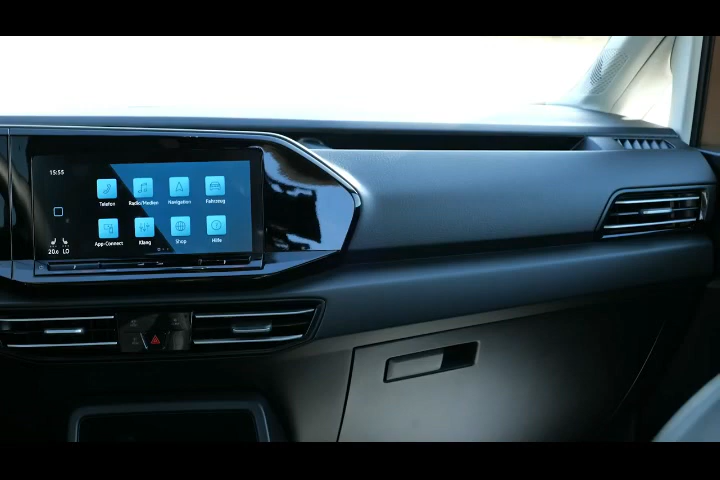 15:55
Telefon Radio/Medien Navigation Fahrzeug
App-Connect Klang Shop Hilfe
20.0 LO